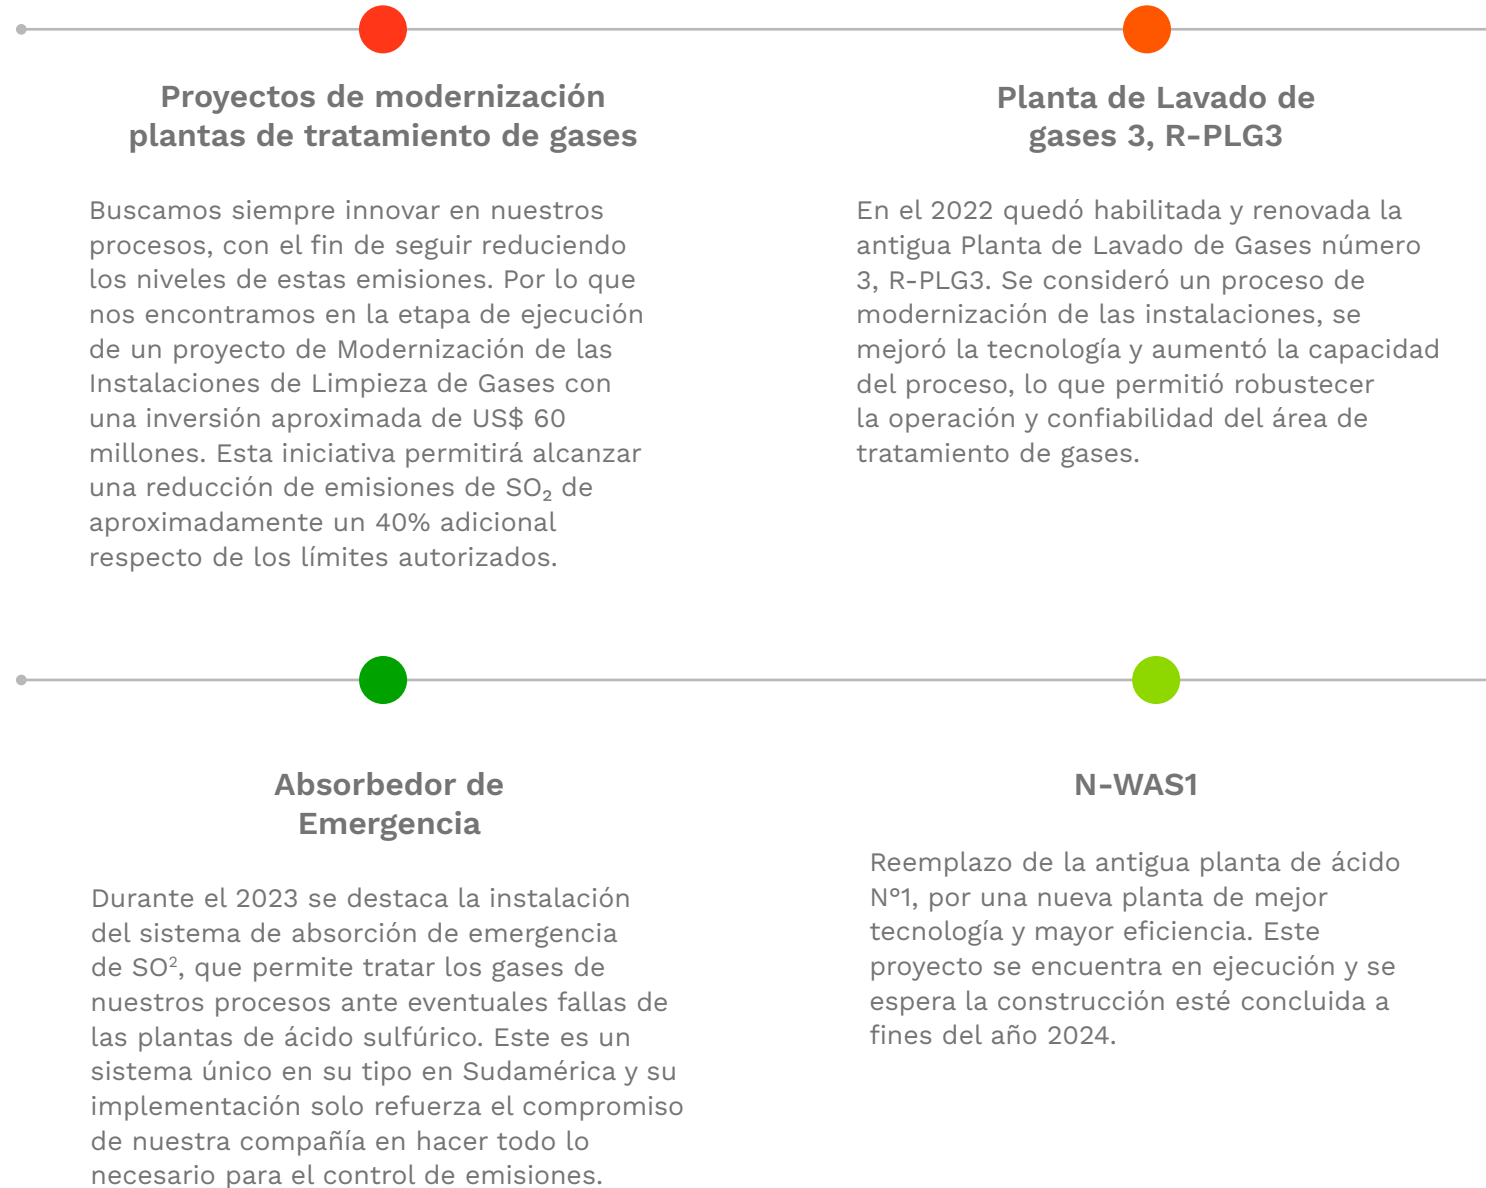 Proyectos de modernización
plantas de tratamiento de gases
Buscamos siempre innovar en nuestros
procesos, con el fin de seguir reduciendo
los niveles de estas emisiones. Por lo que
nos encontramos en la etapa de ejecución
de un proyecto de Modernización de las
Instalaciones de Limpieza de Gases con
una inversión aproximada de US$ 60
millones. Esta iniciativa permitirá alcanzar
una reducción de emisiones de SO₂ de
aproximadamente un 40% adicional
respecto de los límites autorizados.
Planta de Lavado de
gases 3, R-PLG3
En el 2022 quedó habilitada y renovada la
antigua Planta de Lavado de Gases número
3, R-PLG3. Se consideró un proceso de
modernización de las instalaciones, se
mejoró la tecnología y aumentó la capacidad
del proceso, lo que permitió robustecer
la operación y confiabilidad del área de
tratamiento de gases.
Absorbedor de
Emergencia
Durante el 2023 se destaca la instalación
del sistema de absorción de emergencia
de SO², que permite tratar los gases de
nuestros procesos ante eventuales fallas de
las plantas de ácido sulfúrico. Este es un
sistema único en su tipo en Sudamérica y su
implementación solo refuerza el compromiso
de nuestra compañía en hacer todo lo
necesario para el control de emisiones.
N-WAS1
Reemplazo de la antigua planta de ácido
N°1, por una nueva planta de mejor
tecnología y mayor eficiencia. Este
proyecto se encuentra en ejecución y se
espera la construcción esté concluida a
fines del año 2024.